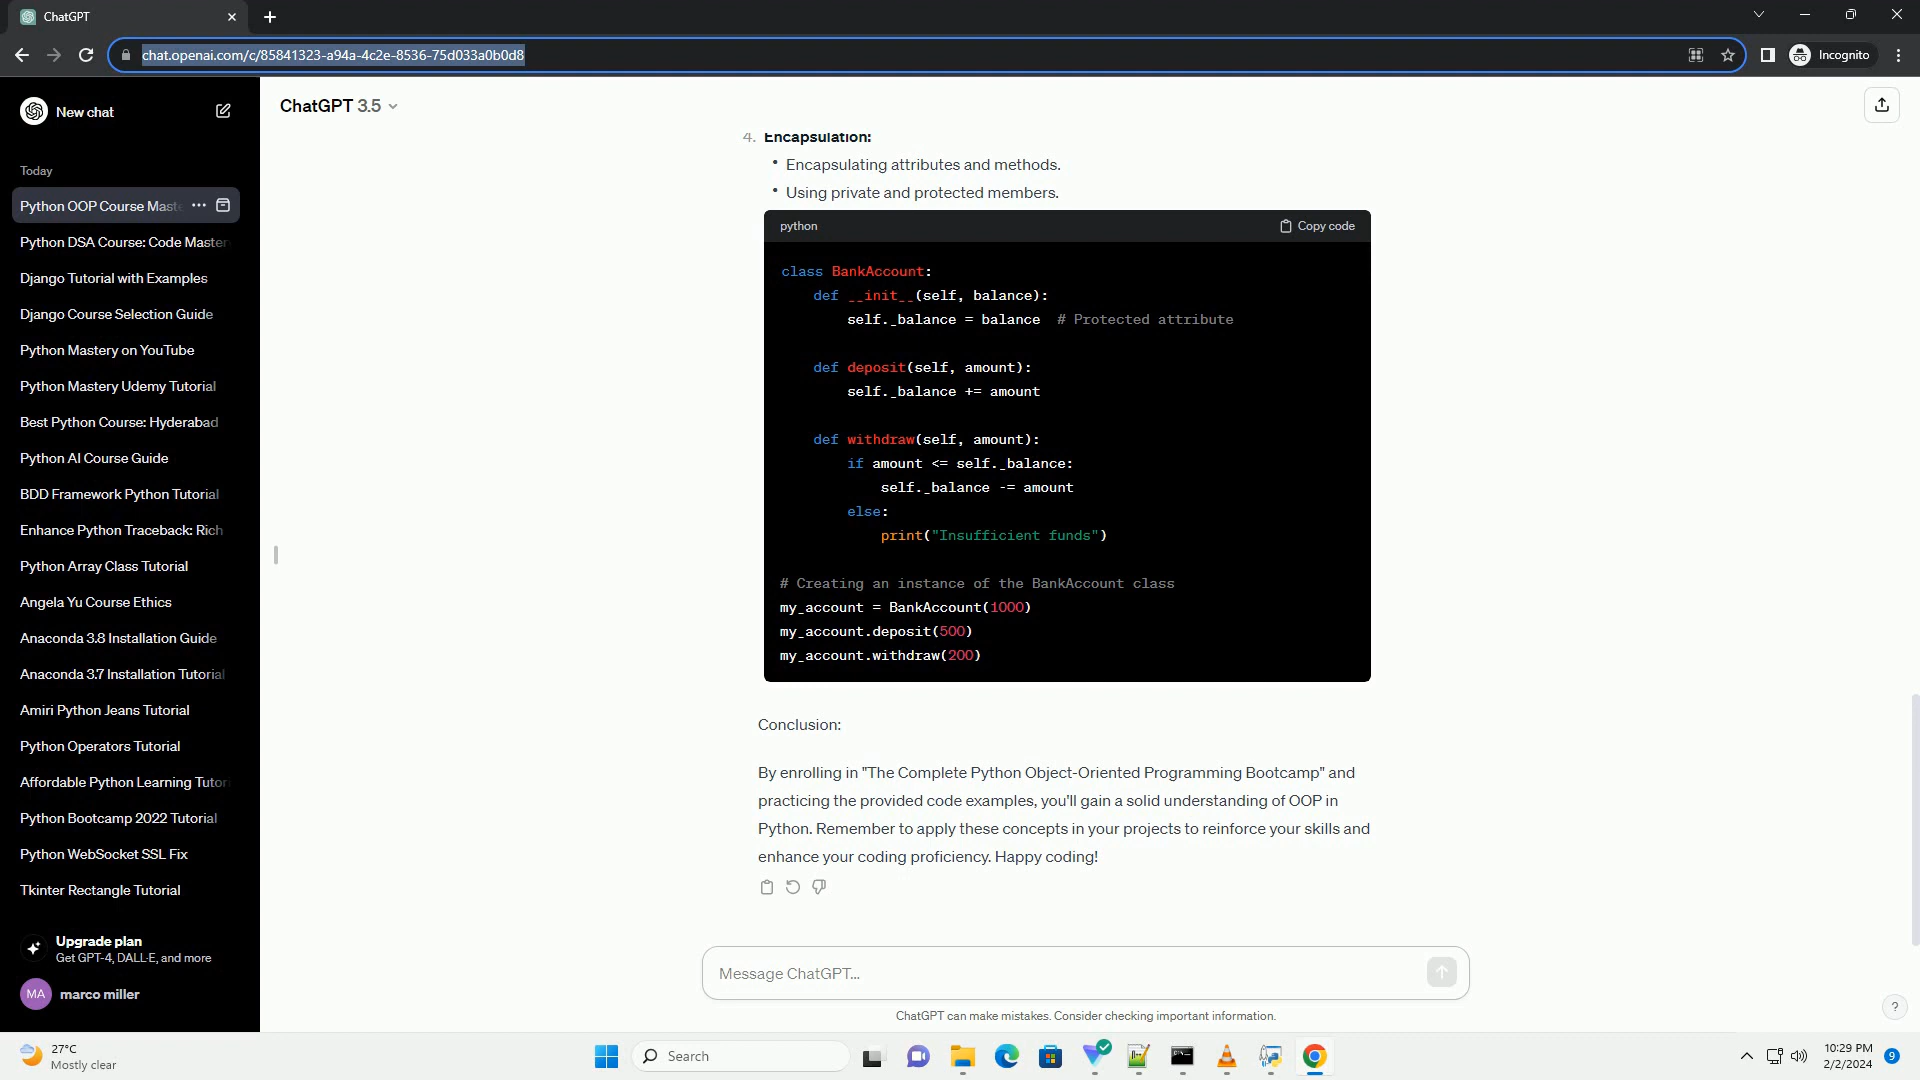 ChatGPT
chat.openai.com/c/85841323-a94a-4c2e-8536-75d033a0b0d8
Incognito
New chat
ChatGPT 3.5
Today
Python OOP Course Maste
Python DSA Course: Code Master
Django Tutorial with Examples
Django Course Selection Guide
Python Mastery on YouTube
Python Mastery Udemy Tutorial
Best Python Course: Hyderabad
Python AI Course Guide
BDD Framework Python Tutorial
Enhance Python Traceback: Rich
Python Array Class Tutorial
Angela Yu Course Ethics
Anaconda 3.8 Installation Guide
Anaconda 3.7 Installation Tutorial
Amiri Python Jeans Tutorial
Python Operators Tutorial
Affordable Python Learning Tutor
Python Bootcamp 2022 Tutorial
Python WebSocket SSL Fix
Tkinter Rectangle Tutorial
Upgrade plan
Get GPT-4, DALL·E, and more
MA marco miller
4. Encapsulation:
• Encapsulating attributes and methods.
• Using private and protected members.
python Copy code
class BankAccount:
    def __init__(self, balance):
        self._balance = balance  # Protected attribute
    def deposit(self, amount):
        self._balance += amount
    def withdraw(self, amount):
        if amount <= self._balance:
            self._balance -= amount
        else:
            print("Insufficient funds")
# Creating an instance of the BankAccount class
my_account = BankAccount(1000)
my_account.deposit(500)
my_account.withdraw(200)
Conclusion:
By enrolling in "The Complete Python Object-Oriented Programming Bootcamp" and
practicing the provided code examples, you'll gain a solid understanding of OOP in
Python. Remember to apply these concepts in your projects to reinforce your skills and
enhance your coding proficiency. Happy coding!
Message ChatGPT...
ChatGPT can make mistakes. Consider checking important information.
?
27°C
Mostly clear
Search
10:29 PM
2/2/2024
9